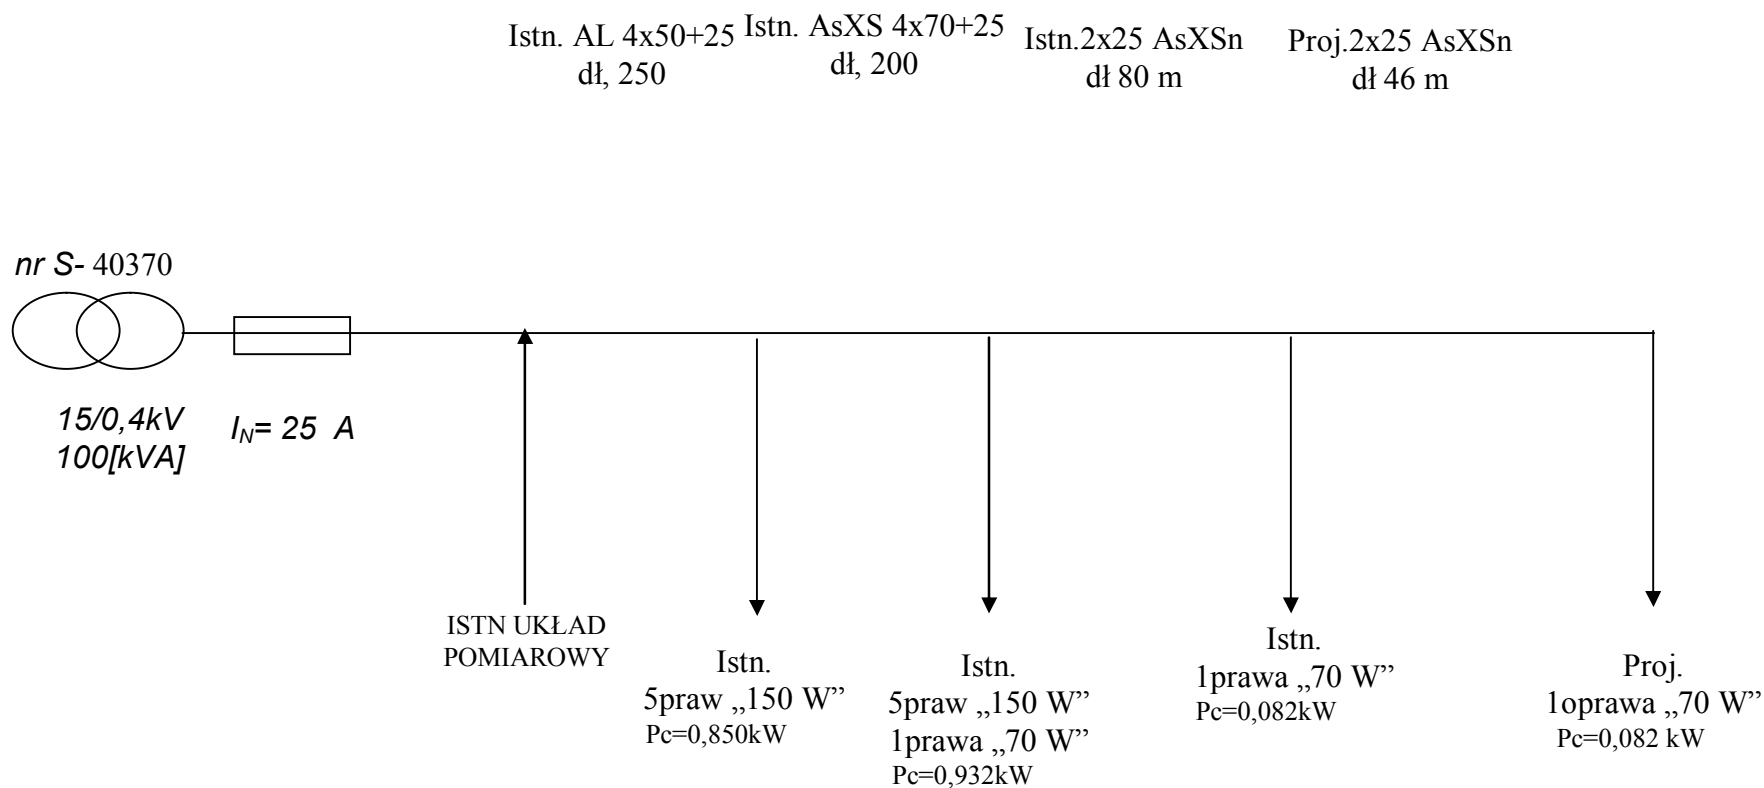 Istn. AL 4x50+25
dł, 250
Istn. AsXS 4x70+25
dł, 200
Istn.2x25 AsXSn
dł 80 m
Proj.2x25 AsXSn
dł 46 m
nr S- 40370
15/0,4kV
100[kVA]
I_N= 25 A
ISTN UKŁAD
POMIAROWY
Istn.
5praw „150 W”
Pc=0,850kW
Istn.
5praw „150 W”
1prawa „70 W”
Pc=0,932kW
Istn.
1prawa „70 W”
Pc=0,082kW
Proj.
1oprawa „70 W”
Pc=0,082 kW